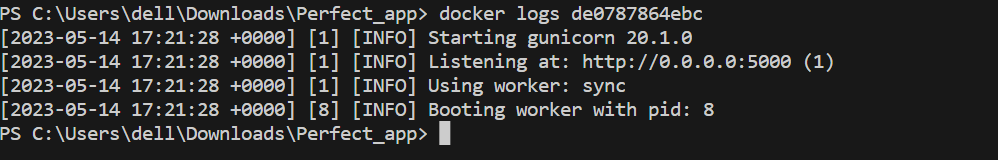 PS C:\Users\dell\Downloads\Perfect_app> docker logs de0787864ebc
[2023-05-14 17:21:28 +0000] [1] [INFO] Starting gunicorn 20.1.0
[2023-05-14 17:21:28 +0000] [1] [INFO] Listening at: http://0.0.0.0:5000 (1)
[2023-05-14 17:21:28 +0000] [1] [INFO] Using worker: sync
[2023-05-14 17:21:28 +0000] [8] [INFO] Booting worker with pid: 8
PS C:\Users\dell\Downloads\Perfect_app>